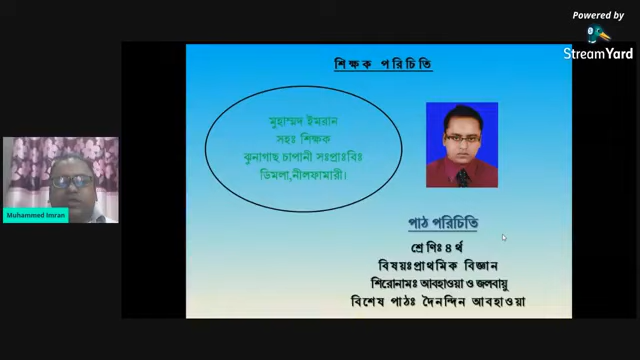 Powered by
StreamYard
শিক্ষক পরিচিতি
মুহাম্মদ ইমরান
সহঃ শিক্ষক
ঝুনাগাছ চাপানী সঃপ্রাঃবিঃ
ডিমলা,নীলফামারী।
পাঠ পরিচিতি
শ্রেণিঃ ৪র্থ
বিষয়ঃপ্রাথমিক বিজ্ঞান
শিরোনামঃ আবহাওয়া ও জলবায়ু
বিশেষ পাঠঃ দৈনন্দিন আবহাওয়া
Muhammed Imran